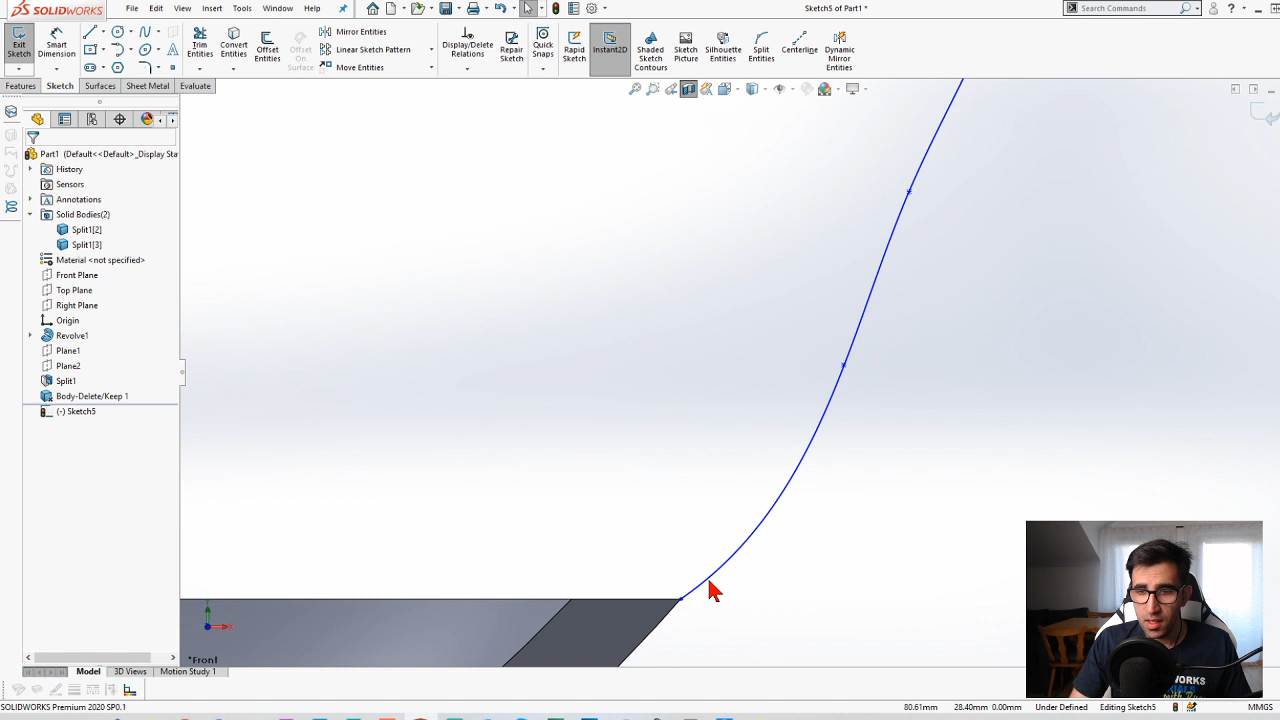 SOLIDWORKS File Edit View Insert Tools Window Help Sketch5 of Part1 * Search Commands
Exit Sketch
Smart Dimension
Trim Entities
Convert Entities
Offset Entities
Offset On Surface
Mirror Entities
Linear Sketch Pattern
Move Entities
Display/Delete Relations
Repair Sketch
Quick Snaps
Rapid Sketch
Instant2D
Shaded Sketch Contours
Sketch Picture
Silhouette Entities
Split Entities
Centerline
Dynamic Mirror Entities
Features Sketch Surfaces Sheet Metal Evaluate
Part1 (Default<<Default>_Display Sta
History
Sensors
Annotations
Solid Bodies(2)
Split1[2]
Split1[3]
Material <not specified>
Front Plane
Top Plane
Right Plane
Origin
Revolve1
Plane1
Plane2
Split1
Body-Delete/Keep 1
(-) Sketch5
*Front
Model 3D Views Motion Study 1
SOLIDWORKS Premium 2020 SP0.1 80.61mm 28.40mm 0.00mm Under Defined Editing Sketch5 MMGS